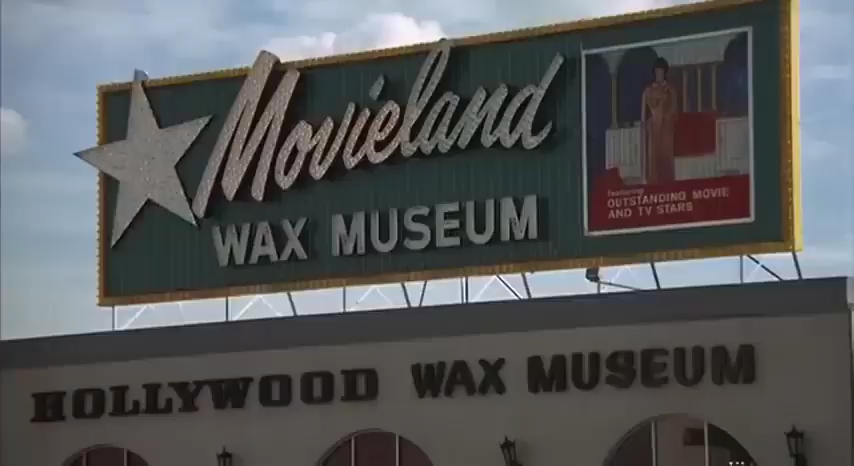 Movieland
WAX MUSEUM
featuring
OUTSTANDING MOVIE
AND TV STARS
HOLLYWOOD WAX MUSEUM